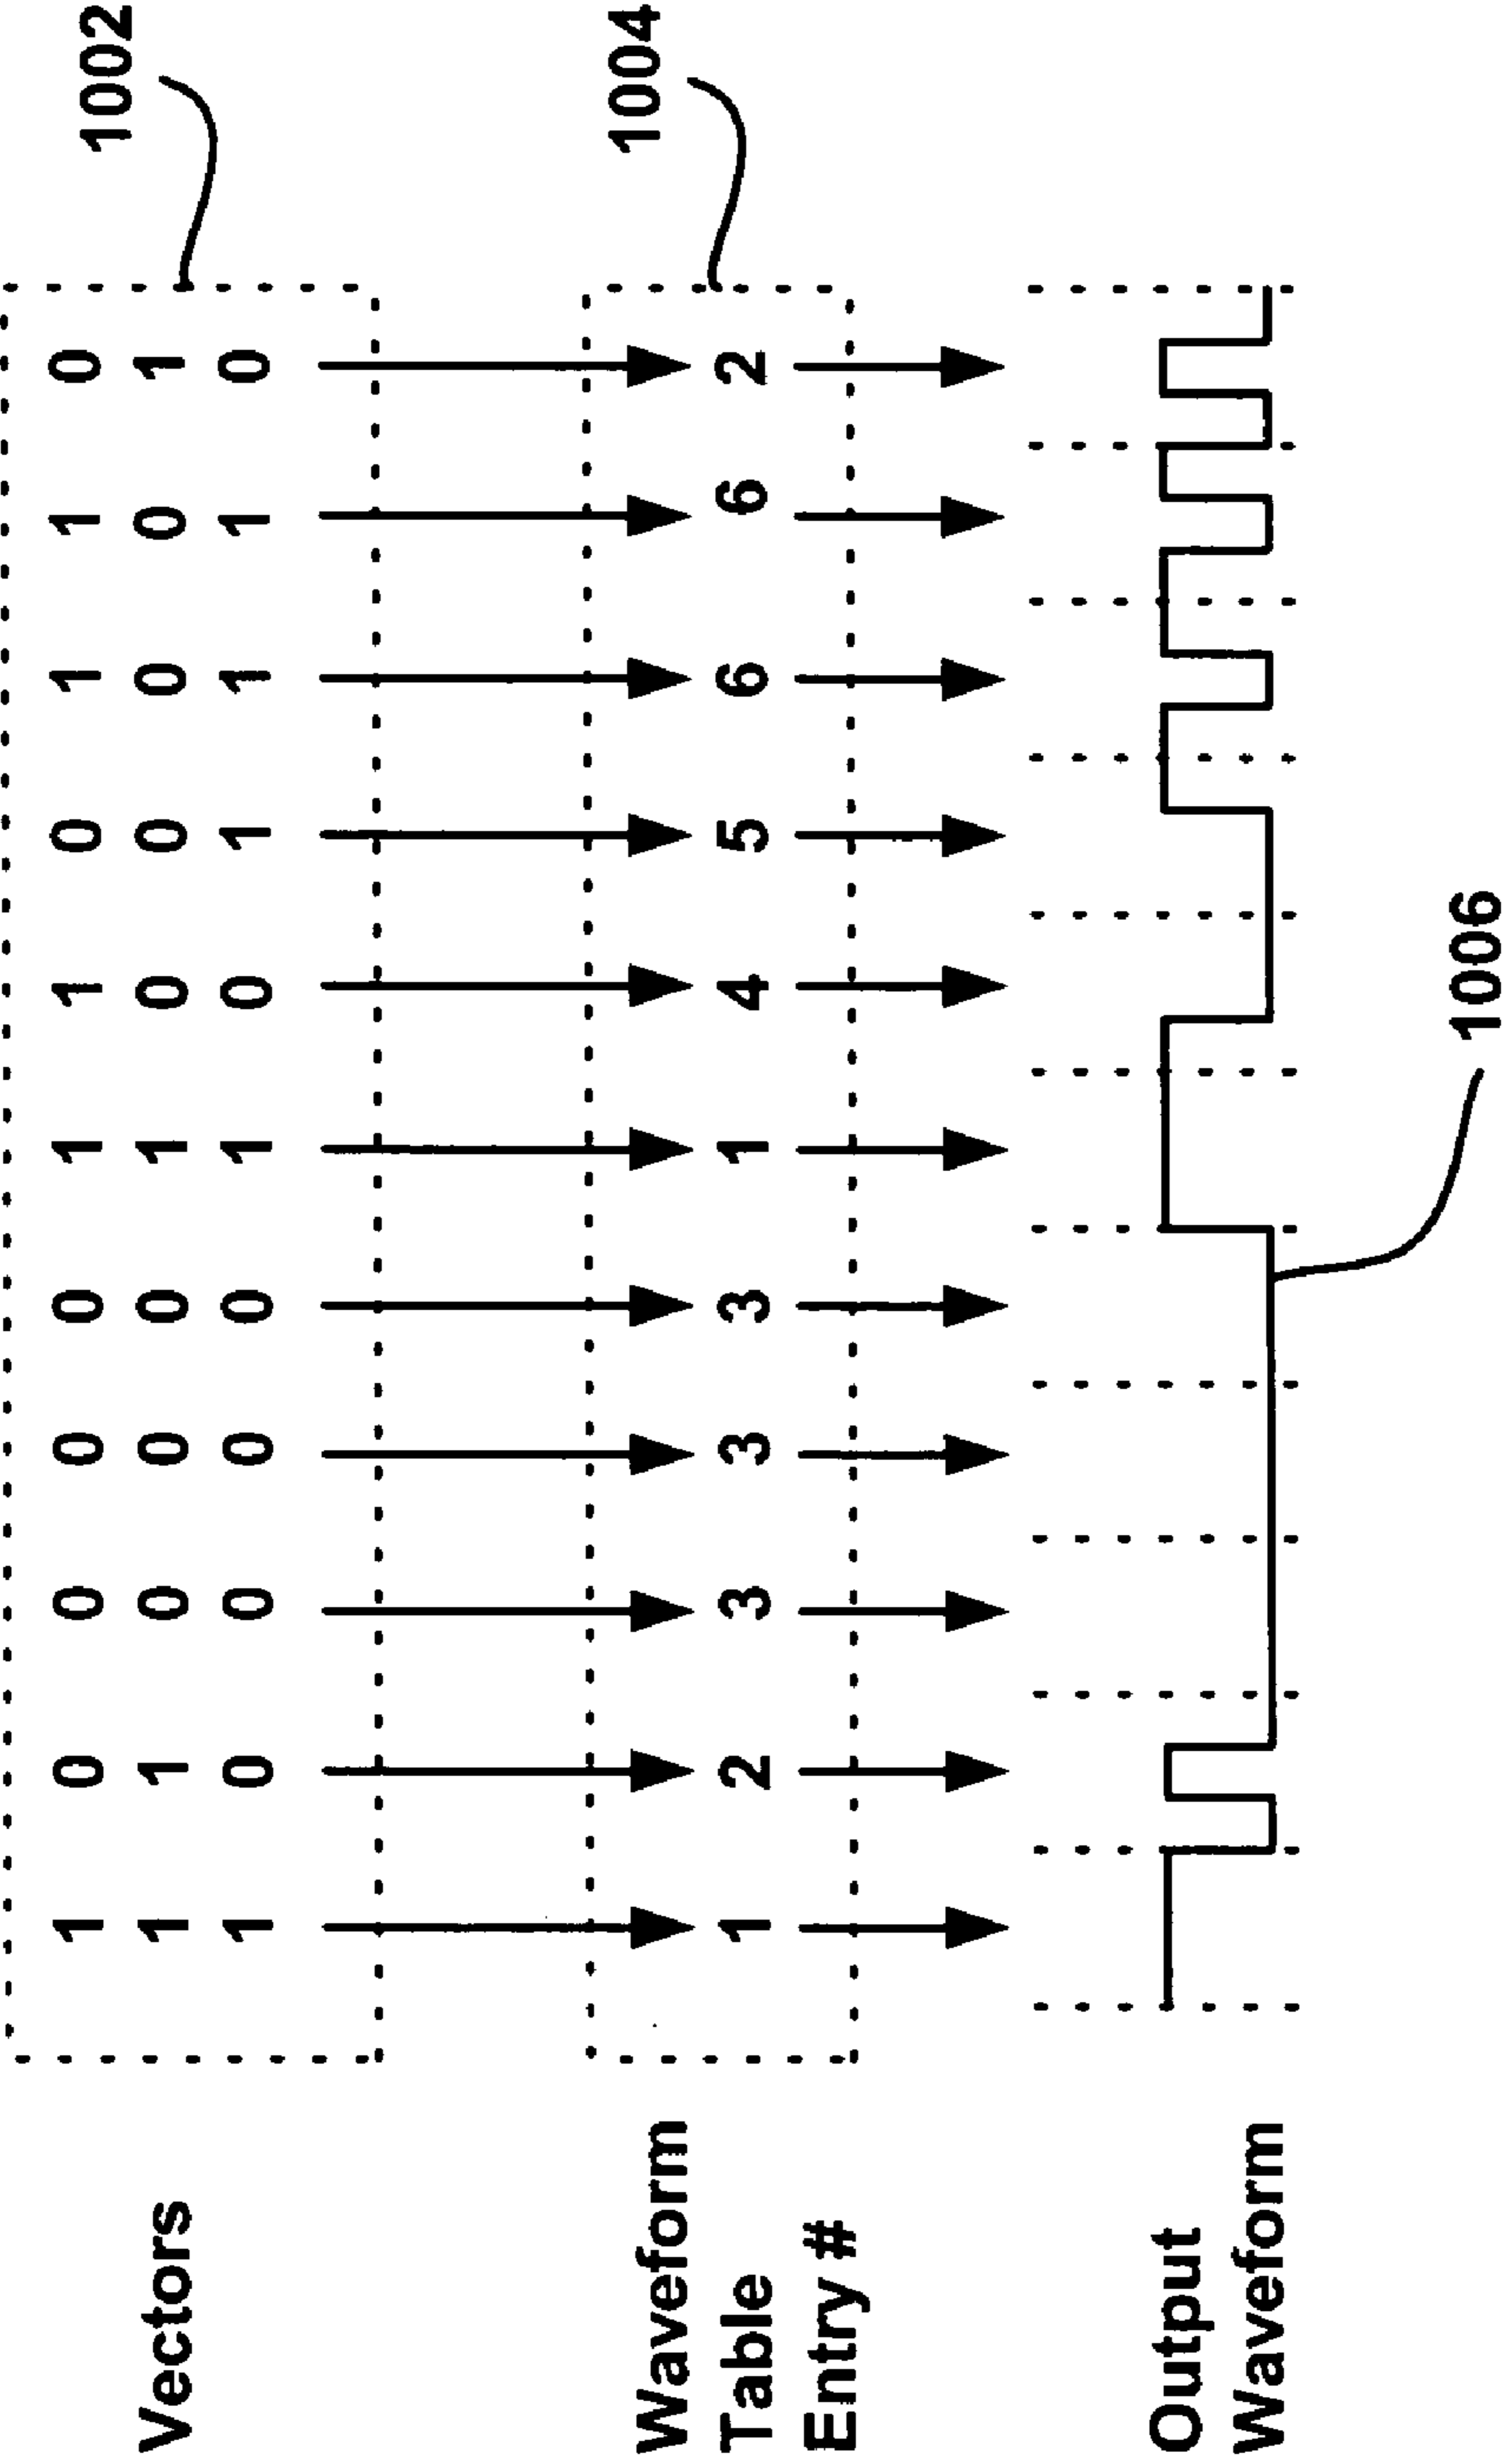 1002
1 0 0 0 0 1 1 0 1 1 0
Vectors 1 1 0 0 0 1 0 0 0 0 1
1 0 0 0 0 1 0 1 1 1 0
1004
Waveform
Table 1 2 3 3 3 1 4 5 6 6 2
Entry #
Output
Waveform
1006